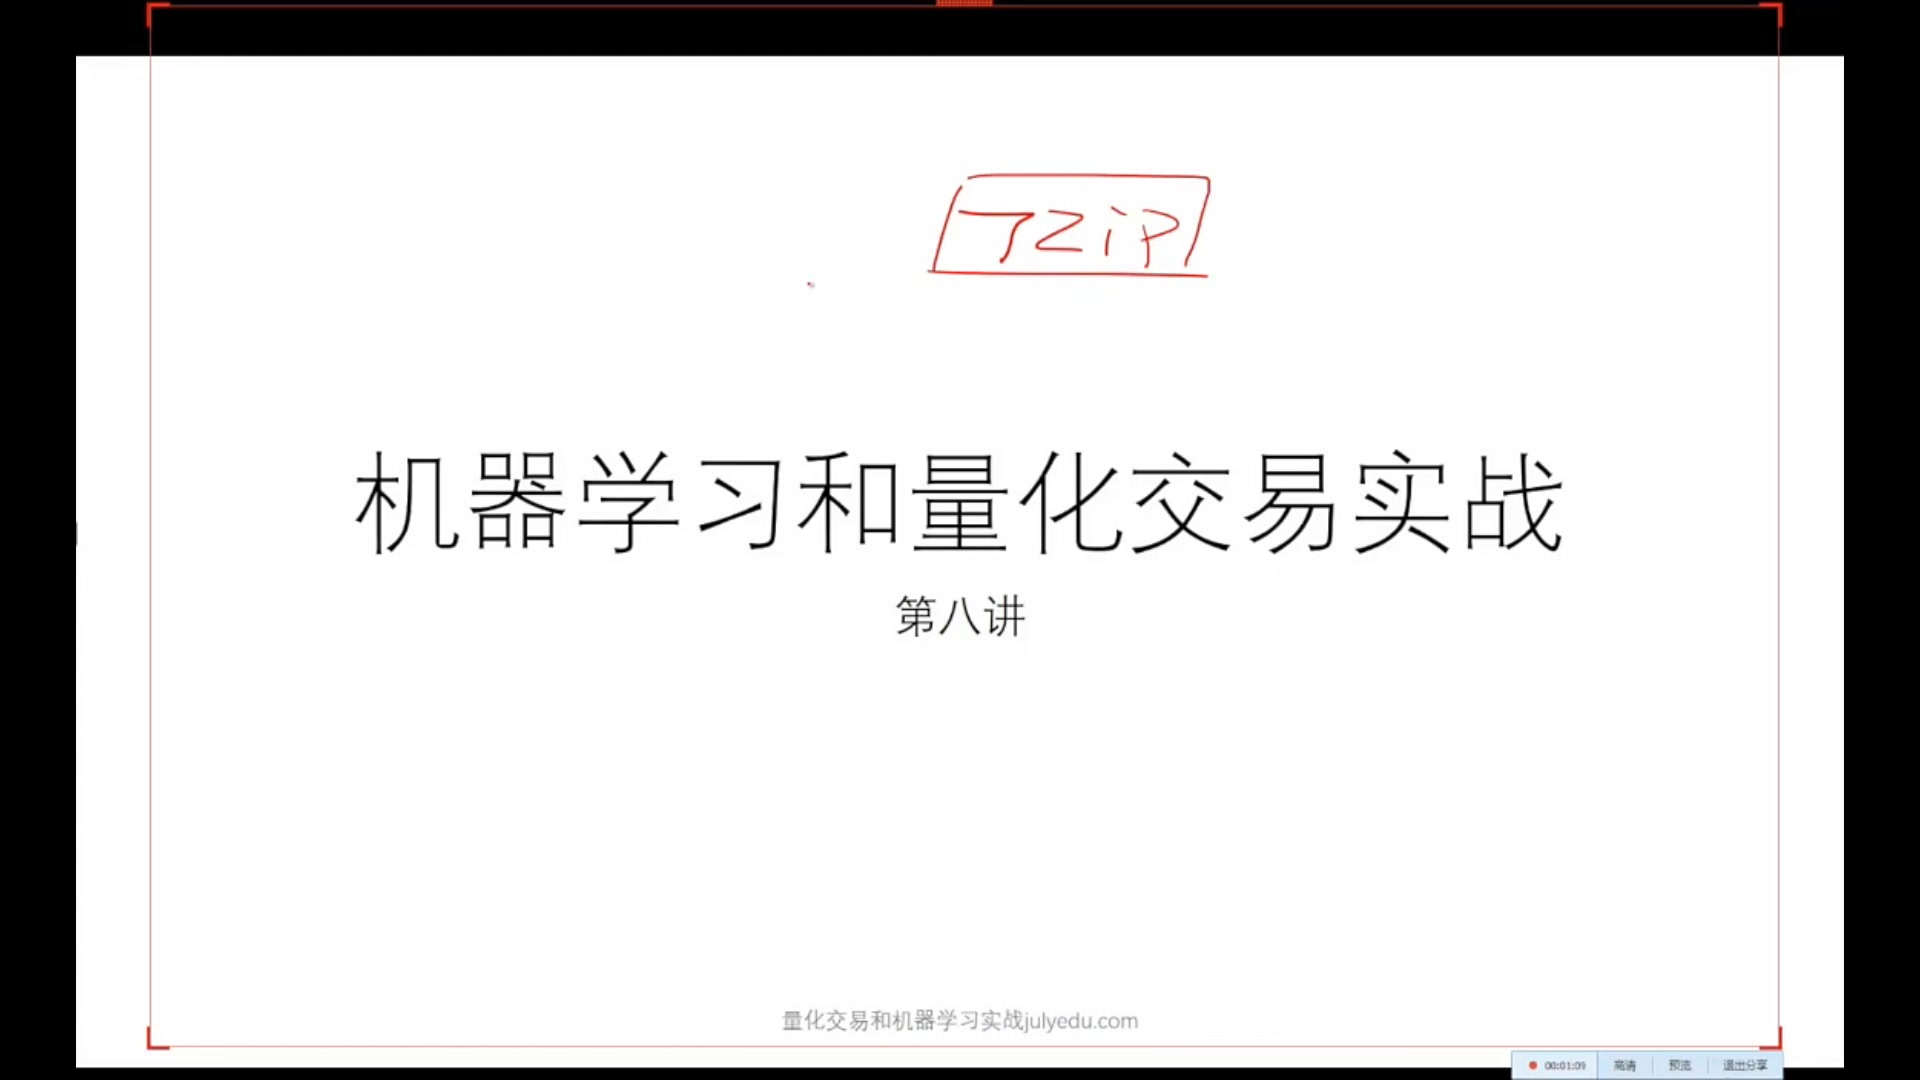 7zip
机器学习和量化交易实战
第八讲
量化交易和机器学习实战julyedu.com
00:01:09 高清 预览 退出分享